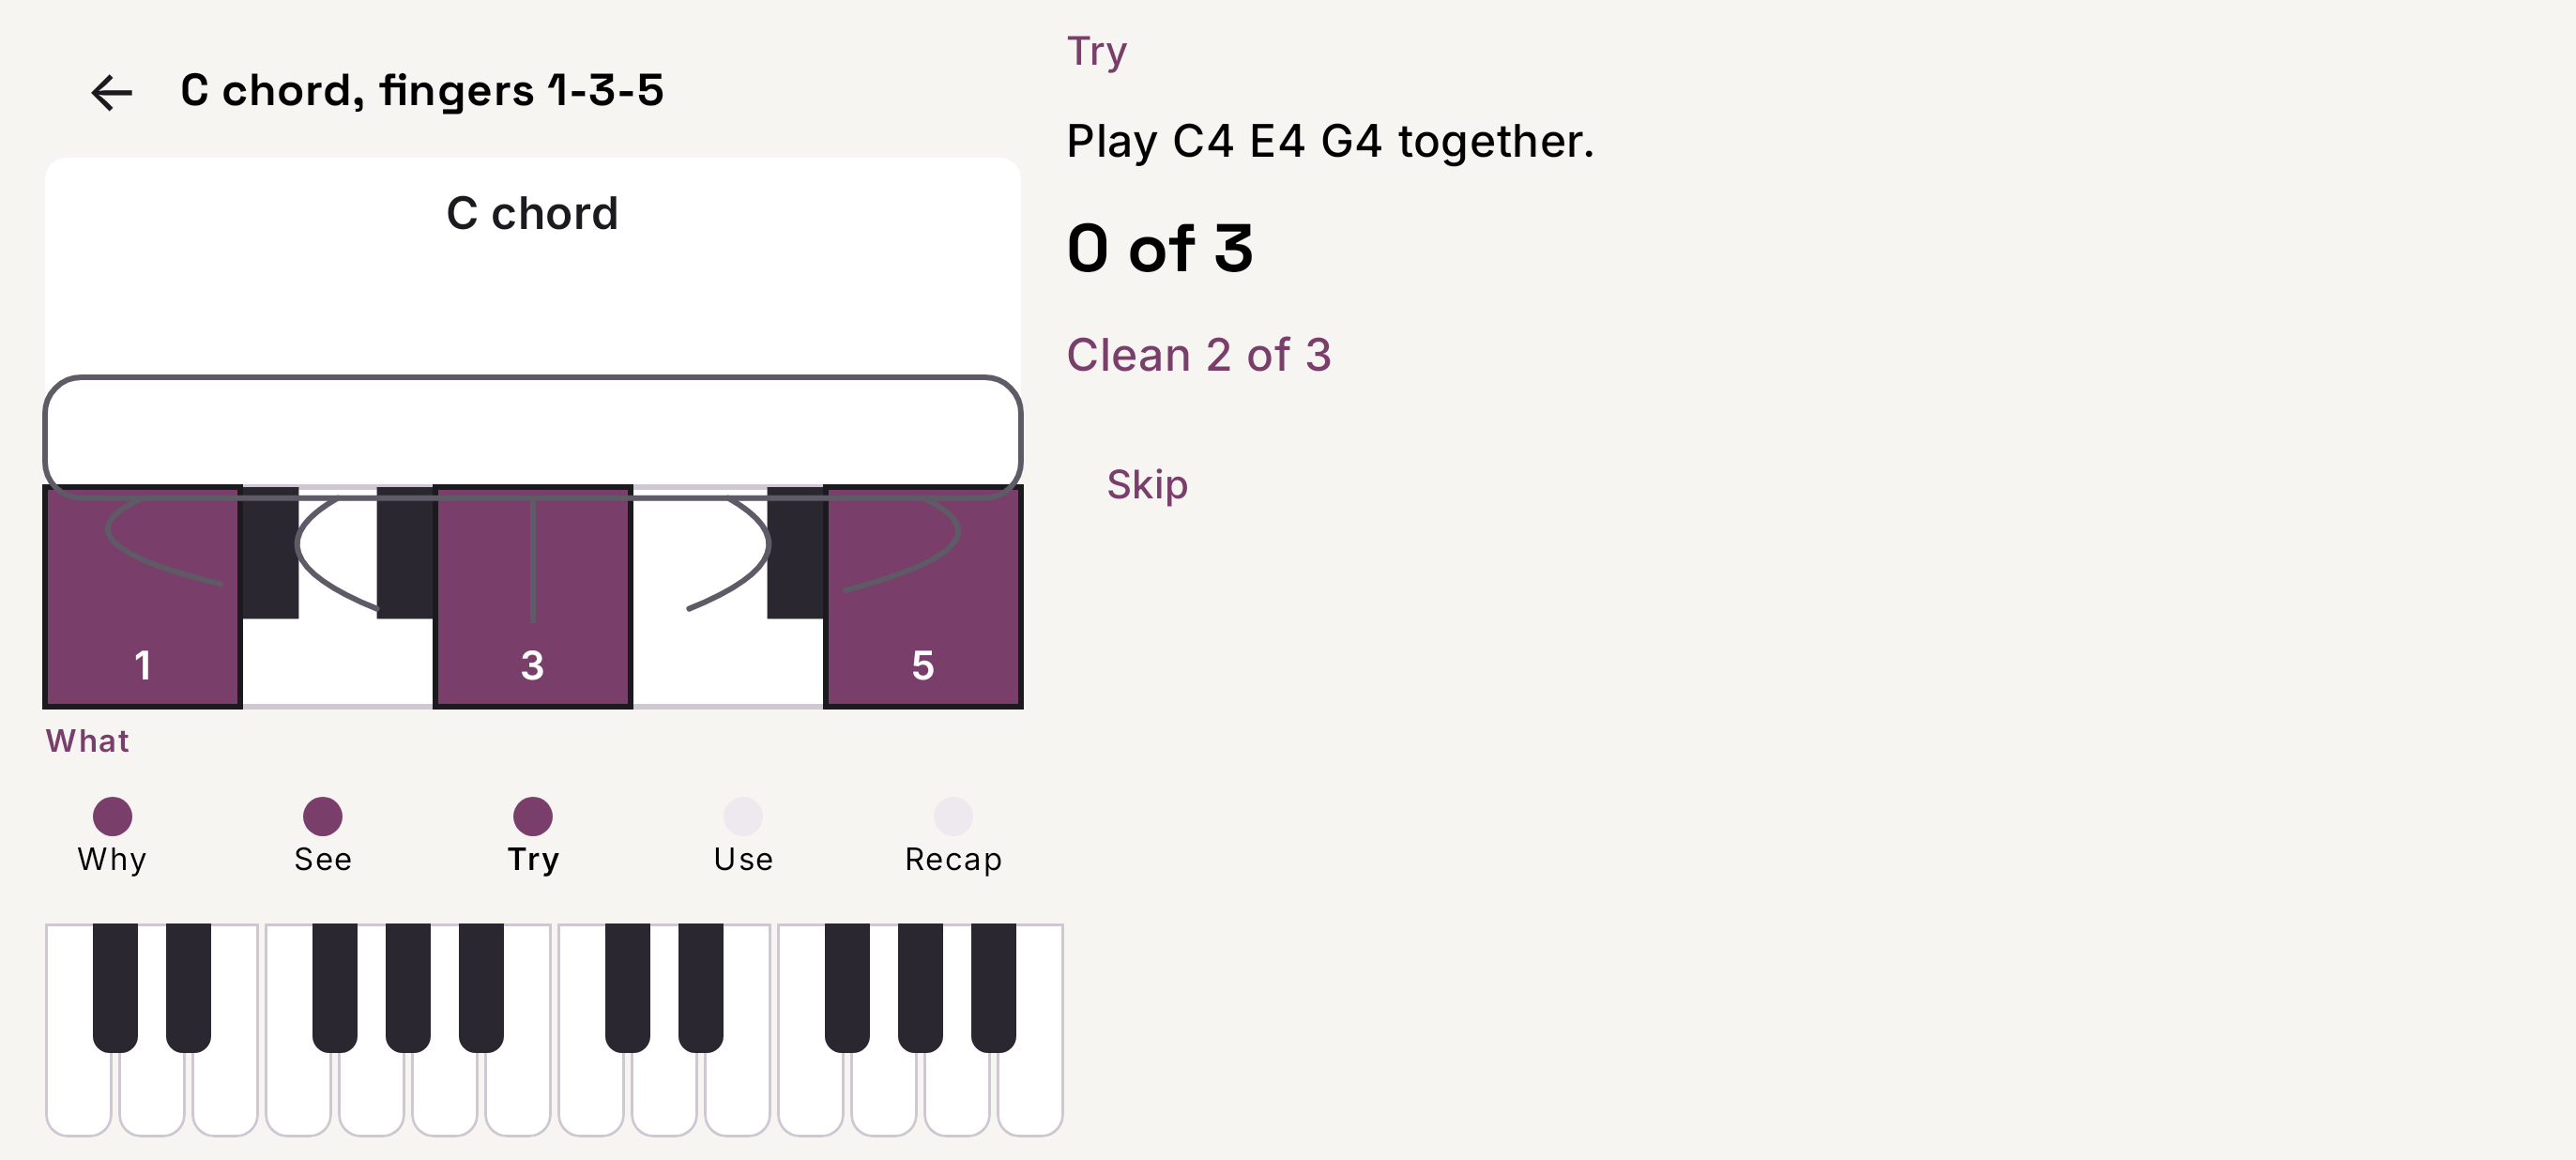 C chord, fingers 1-3-5
C chord
1 3 5
What
Why See Try Use Recap
Try
Play C4 E4 G4 together.
0 of 3
Clean 2 of 3
Skip